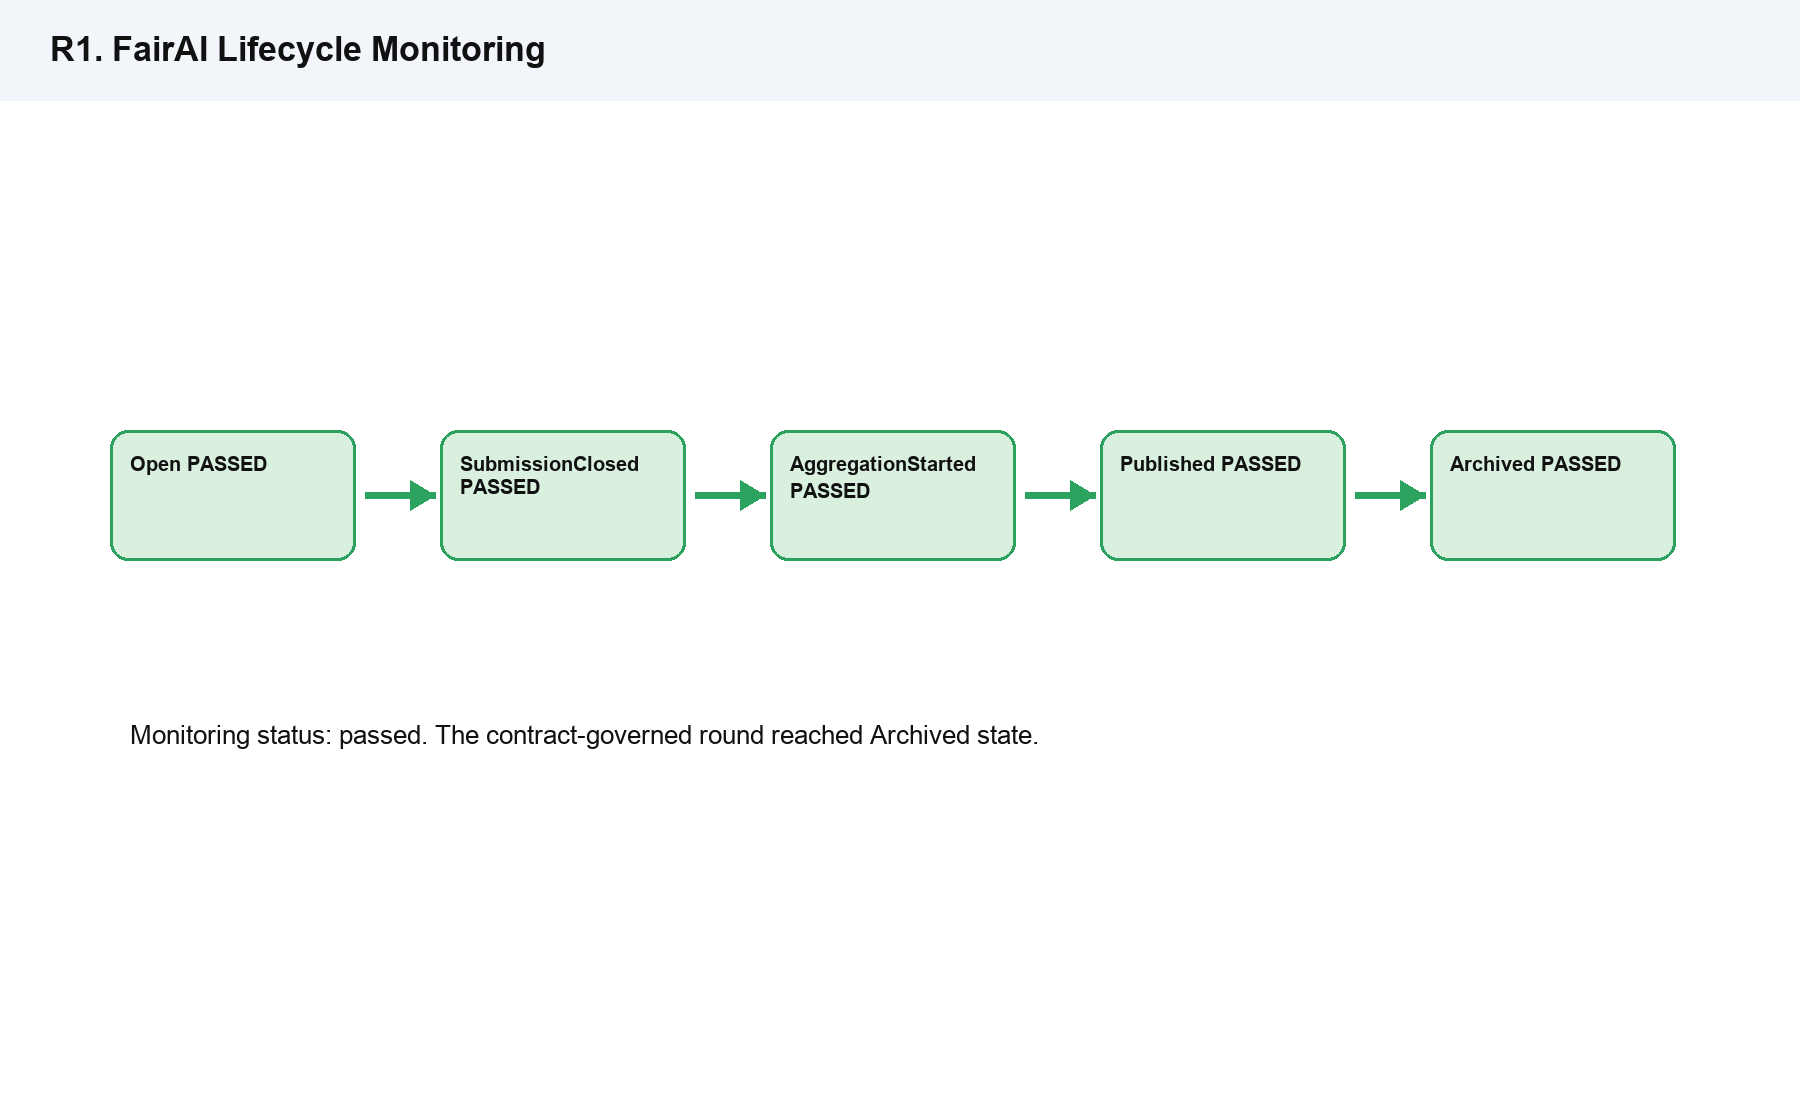 R1. FairAI Lifecycle Monitoring
Open PASSED
SubmissionClosed
PASSED
AggregationStarted
PASSED
Published PASSED
Archived PASSED
Monitoring status: passed. The contract-governed round reached Archived state.